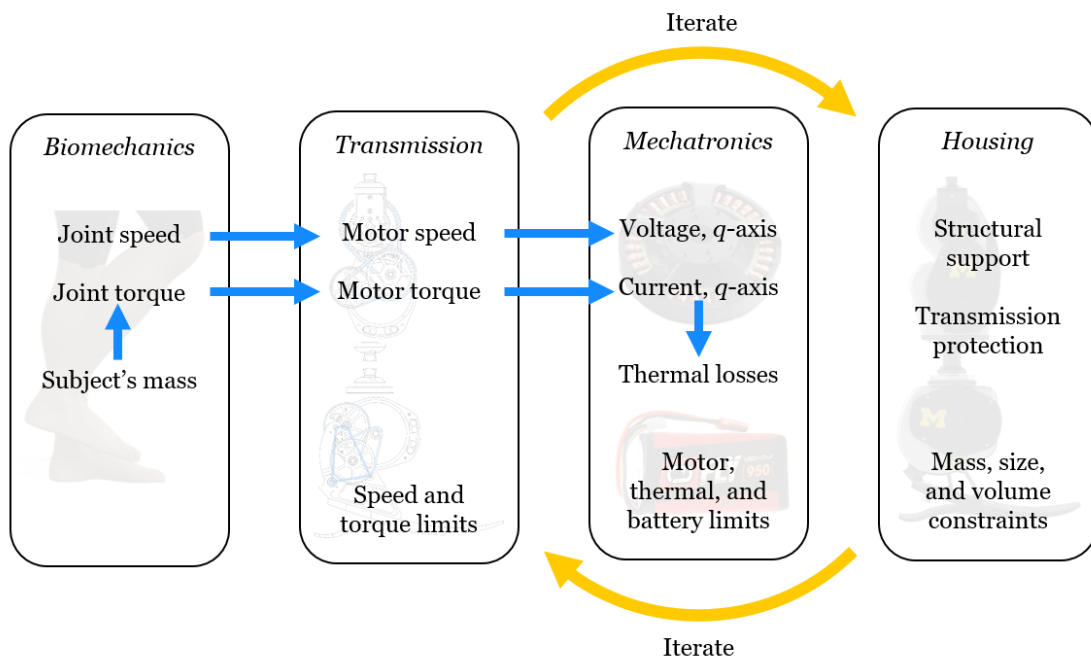 Iterate
Biomechanics
Joint speed
Joint torque
Subject's mass
Transmission
Motor speed
Motor torque
Speed and
torque limits
Mechatronics
Voltage, q-axis
Current, q-axis
Thermal losses
950
Motor,
thermal, and
battery limits
Housing
Structural
support
M
Transmission
protection
M
Mass, size,
and volume
constraints
Iterate